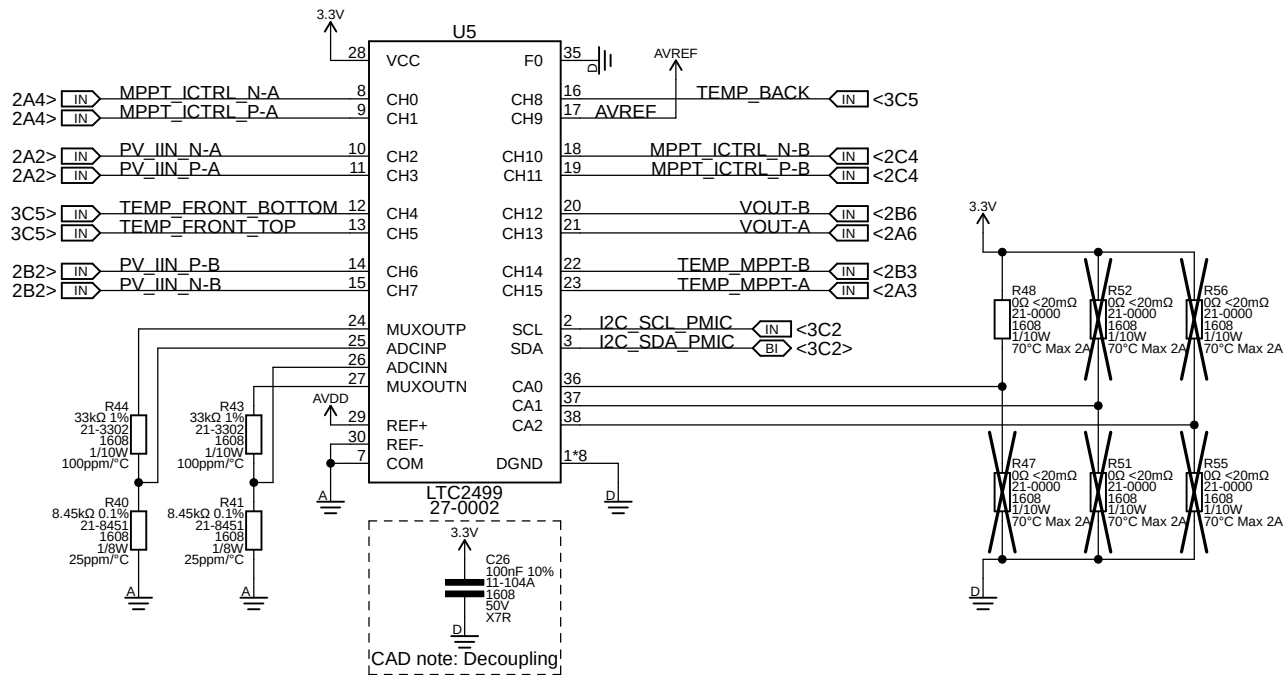 3.3V
U5
28 VCC F0 35 D
AVREF
2A4> IN MPPT_ICTRL_N-A 8 CH0 CH8 16 TEMP_BACK IN <3C5
2A4> IN MPPT_ICTRL_P-A 9 CH1 CH9 17 AVREF
2A2> IN PV_IIN_N-A 10 CH2 CH10 18 MPPT_ICTRL_N-B IN <2C4
2A2> IN PV_IIN_P-A 11 CH3 CH11 19 MPPT_ICTRL_P-B IN <2C4
3C5> IN TEMP_FRONT_BOTTOM 12 CH4 CH12 20 VOUT-B IN <2B6
3C5> IN TEMP_FRONT_TOP 13 CH5 CH13 21 VOUT-A IN <2A6
2B2> IN PV_IIN_P-B 14 CH6 CH14 22 TEMP_MPPT-B IN <2B3
2B2> IN PV_IIN_N-B 15 CH7 CH15 23 TEMP_MPPT-A IN <2A3
24 MUXOUTP SCL 2 I2C_SCL_PMIC IN <3C2
25 ADCINP SDA 3 I2C_SDA_PMIC BI <3C2>
26 ADCINN
27 MUXOUTN CA0 36
CA1 37
AVDD
29 REF+ CA2 38
30 REF-
7 COM DGND 1*8
A
D
LTC2499
27-0002
R44
33kΩ 1%
21-3302
1608
1/10W
100ppm/°C
R43
33kΩ 1%
21-3302
1608
1/10W
100ppm/°C
R40
8.45kΩ 0.1%
21-8451
1608
1/8W
25ppm/°C
A
R41
8.45kΩ 0.1%
21-8451
1608
1/8W
25ppm/°C
A
3.3V
C26
100nF 10%
11-104A
1608
50V
X7R
D
CAD note: Decoupling
3.3V
R48
0Ω <20mΩ
21-0000
1608
1/10W
70°C Max 2A
R52
0Ω <20mΩ
21-0000
1608
1/10W
70°C Max 2A
R56
0Ω <20mΩ
21-0000
1608
1/10W
70°C Max 2A
R47
0Ω <20mΩ
21-0000
1608
1/10W
70°C Max 2A
R51
0Ω <20mΩ
21-0000
1608
1/10W
70°C Max 2A
R55
0Ω <20mΩ
21-0000
1608
1/10W
70°C Max 2A
D